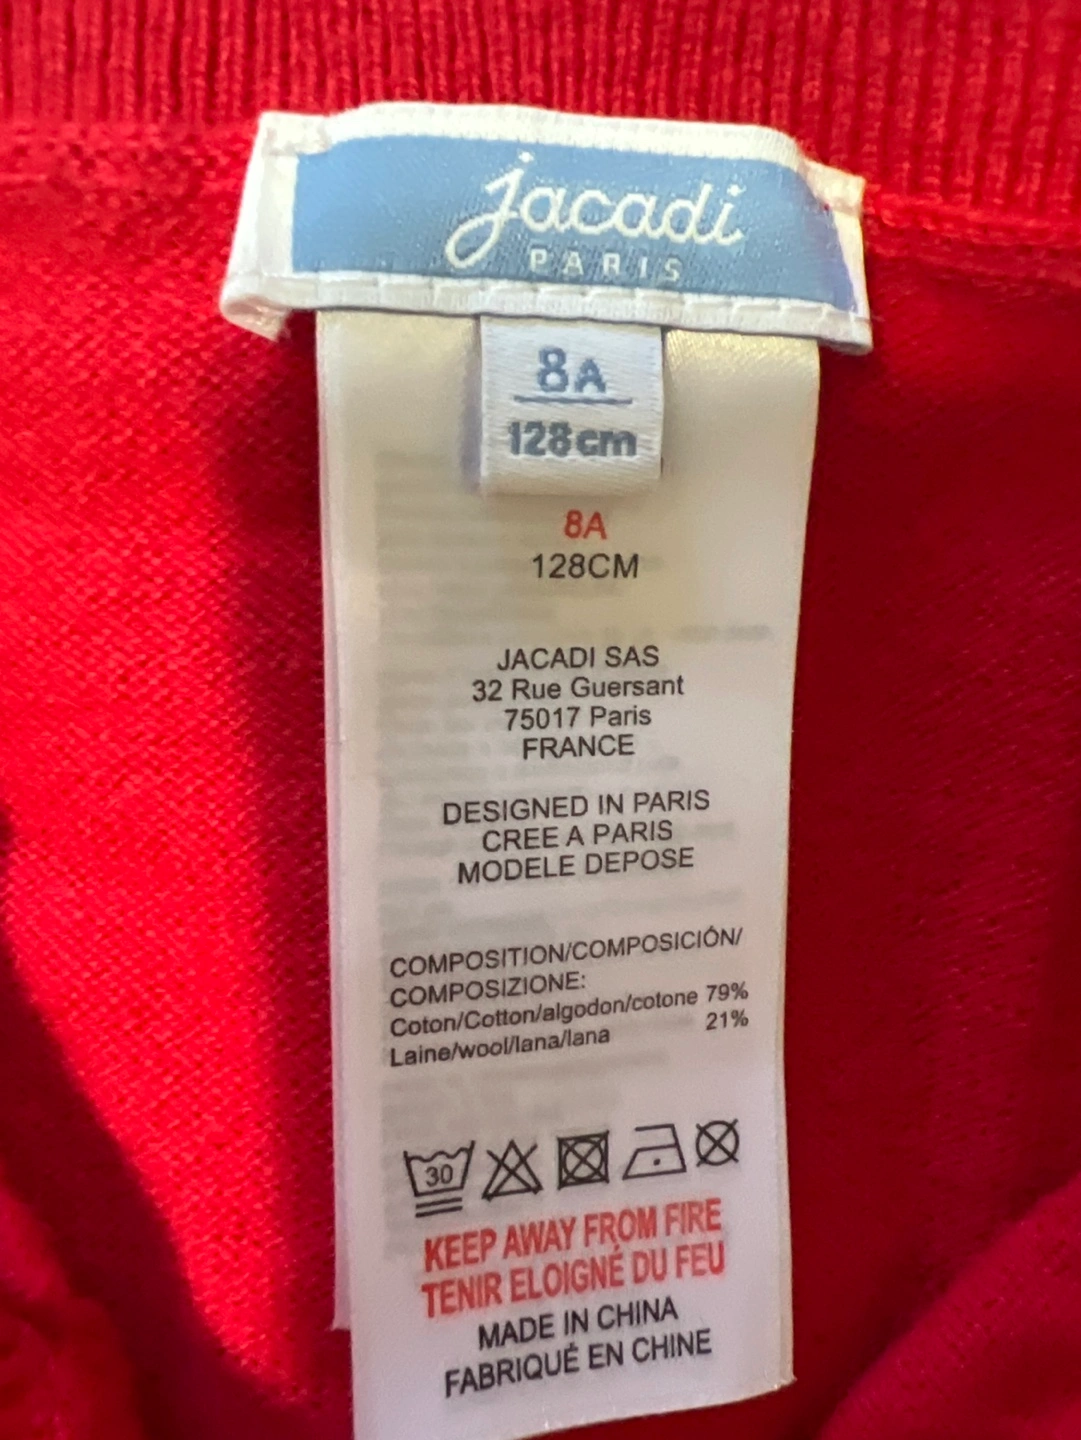 jacadi
PARIS
8A
128cm
8A
128CM
JACADI SAS
32 Rue Guersant
75017 Paris
FRANCE
DESIGNED IN PARIS
CREE A PARIS
MODELE DEPOSE
COMPOSITION/COMPOSICIÓN/
COMPOSIZIONE:
Coton/Cotton/algodon/cotone 79%
Laine/wool/lana/lana 21%
30
KEEP AWAY FROM FIRE
TENIR ELOIGNÉ DU FEU
MADE IN CHINA
FABRIQUÉ EN CHINE